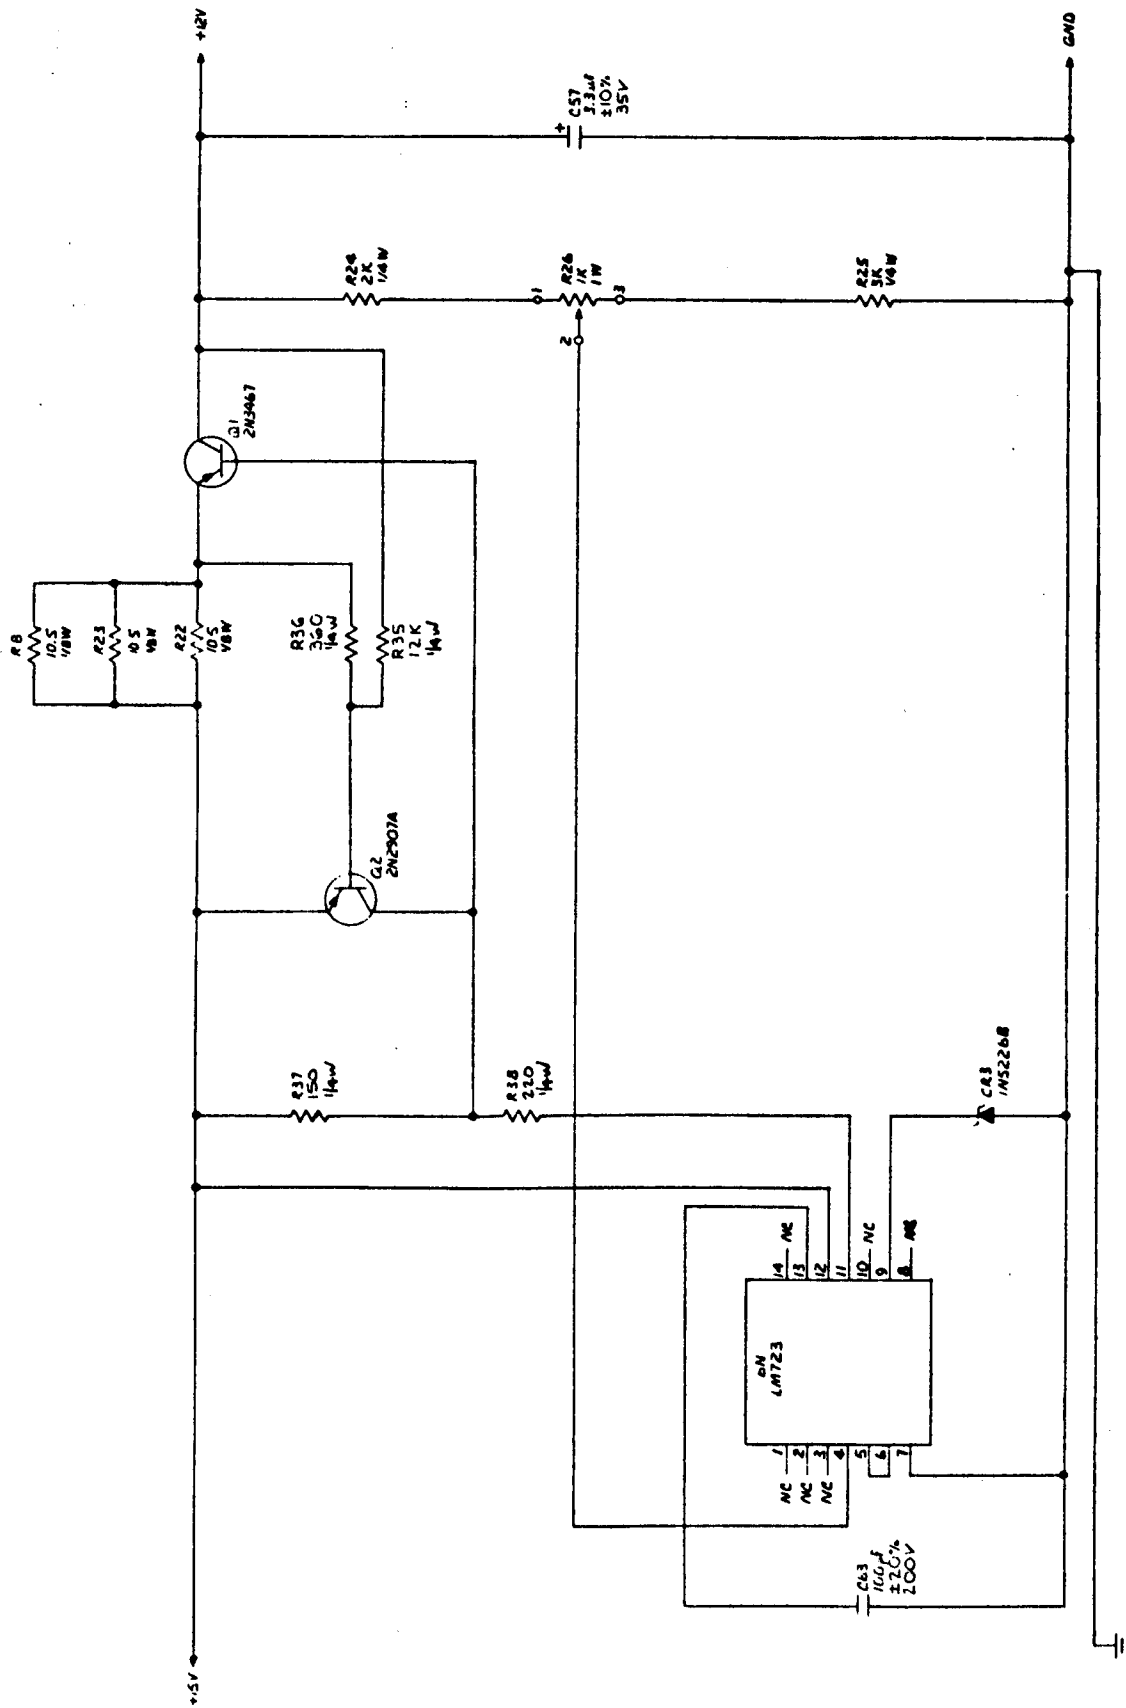 +15V
+12V
GND
R8
10.5
1/8W
R23
10.5
1/8W
R22
10.5
1/8W
R36
360
1/4W
R35
12K
1/4W
Q1
2N3467
Q2
2N2907A
R37
150
1/4W
R38
220
1/4W
R24
2K
1/4W
1
R26
1K
1W
2
3
R25
3K
1/4W
+
C57
3.3µf
±10%
35V
CR3
1N5226B
LM723
NC
1
NC
2
NC
3
4
5
6
7
14
NC
13
12
11
10
NC
9
8
C63
100pf
±20%
200V